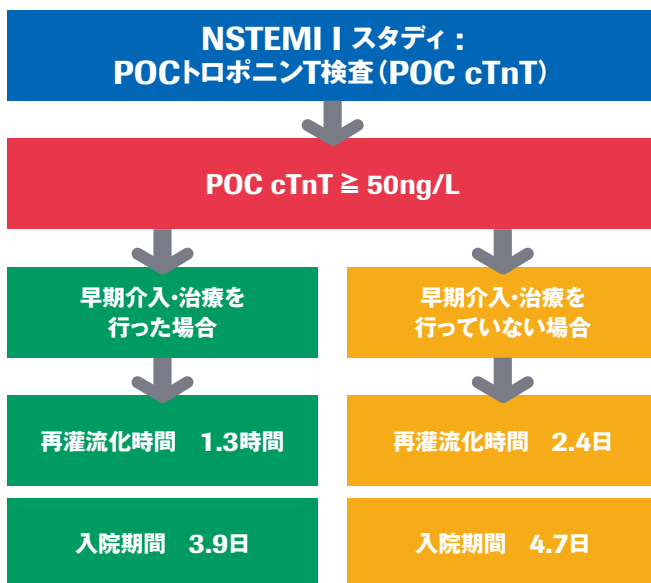 NSTEMI I スタディ：
POCトロポニンT検査（POC cTnT）
POC cTnT ≧ 50ng/L
早期介入・治療を
行った場合
早期介入・治療を
行っていない場合
再灌流化時間　1.3時間
再灌流化時間　2.4日
入院期間　3.9日
入院期間　4.7日